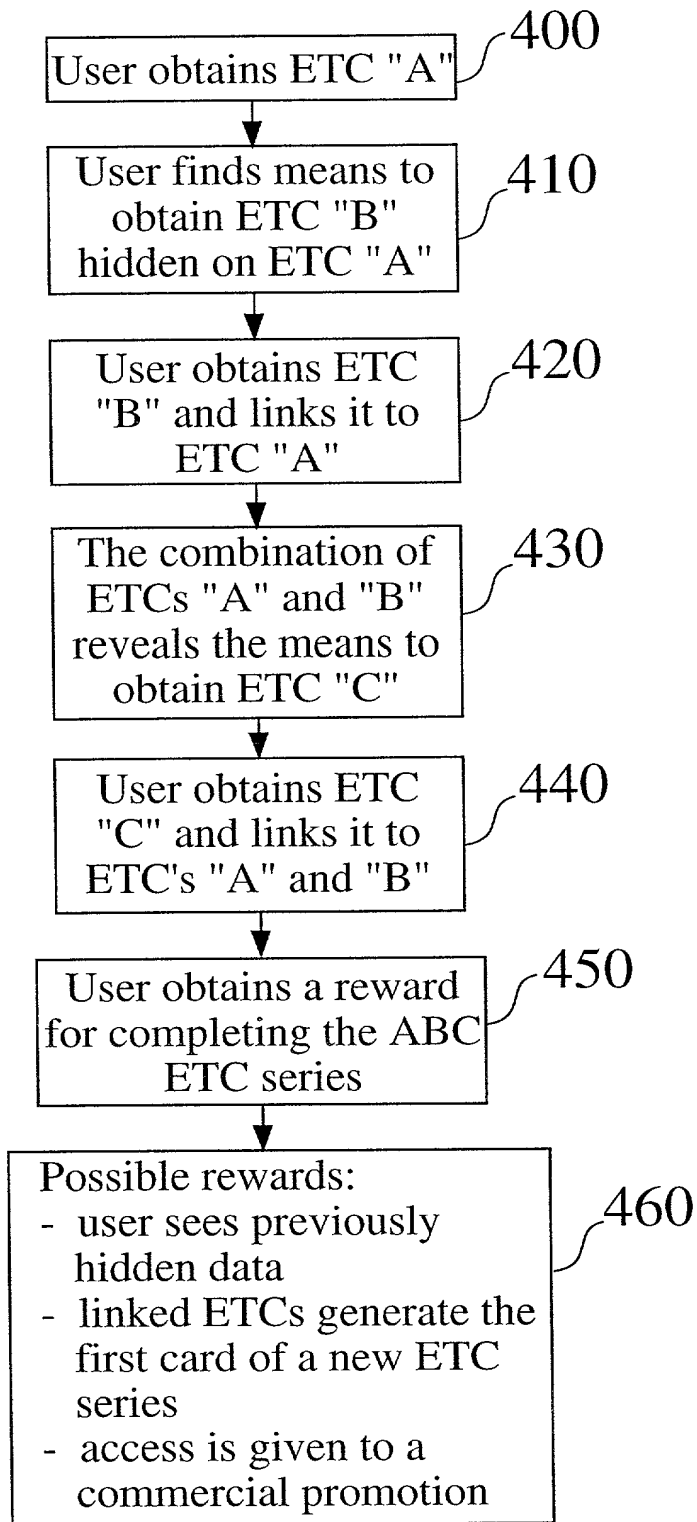 400
User obtains ETC "A"
410
User finds means to
obtain ETC "B"
hidden on ETC "A"
420
User obtains ETC
"B" and links it to
ETC "A"
430
The combination of
ETCs "A" and "B"
reveals the means to
obtain ETC "C"
440
User obtains ETC
"C" and links it to
ETC's "A" and "B"
450
User obtains a reward
for completing the ABC
ETC series
460
Possible rewards:
- user sees previously
hidden data
- linked ETCs generate the
first card of a new ETC
series
- access is given to a
commercial promotion